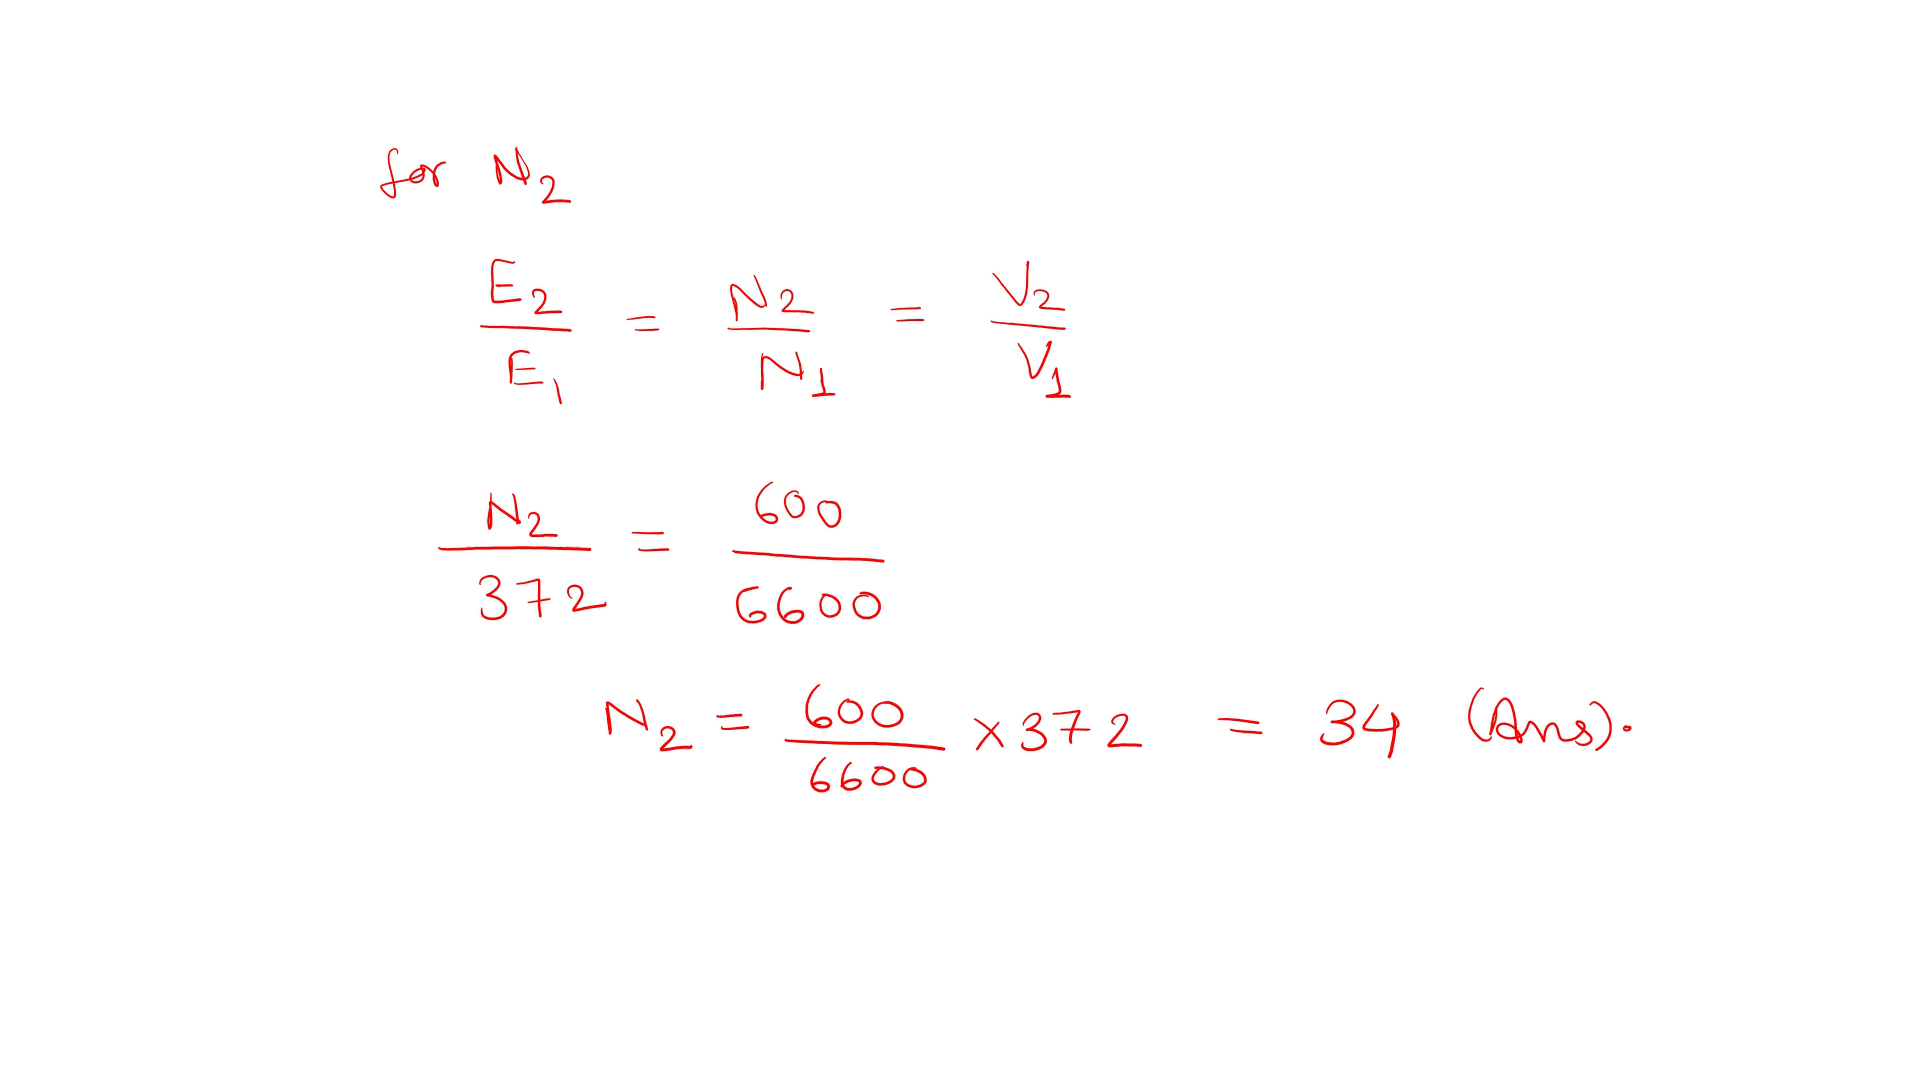 for N₂
E₂/E₁ = N₂/N₁ = V₂/V₁
N₂/372 = 600/6600
N₂ = 600/6600 × 372 = 34 (Ans).